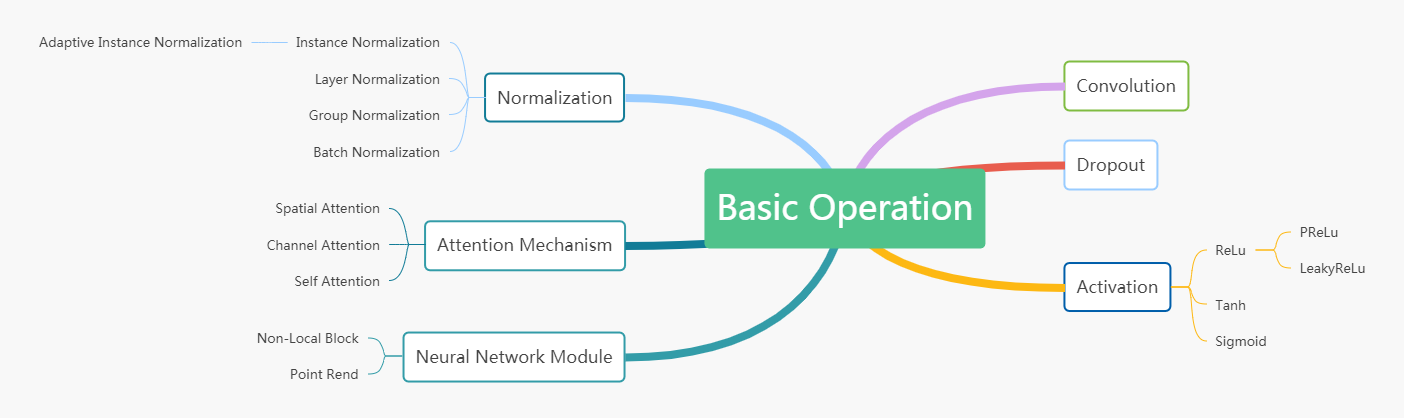 Basic Operation
Convolution
Dropout
Activation
ReLu
PReLu
LeakyReLu
Tanh
Sigmoid
Normalization
Instance Normalization
Adaptive Instance Normalization
Layer Normalization
Group Normalization
Batch Normalization
Attention Mechanism
Spatial Attention
Channel Attention
Self Attention
Neural Network Module
Non-Local Block
Point Rend